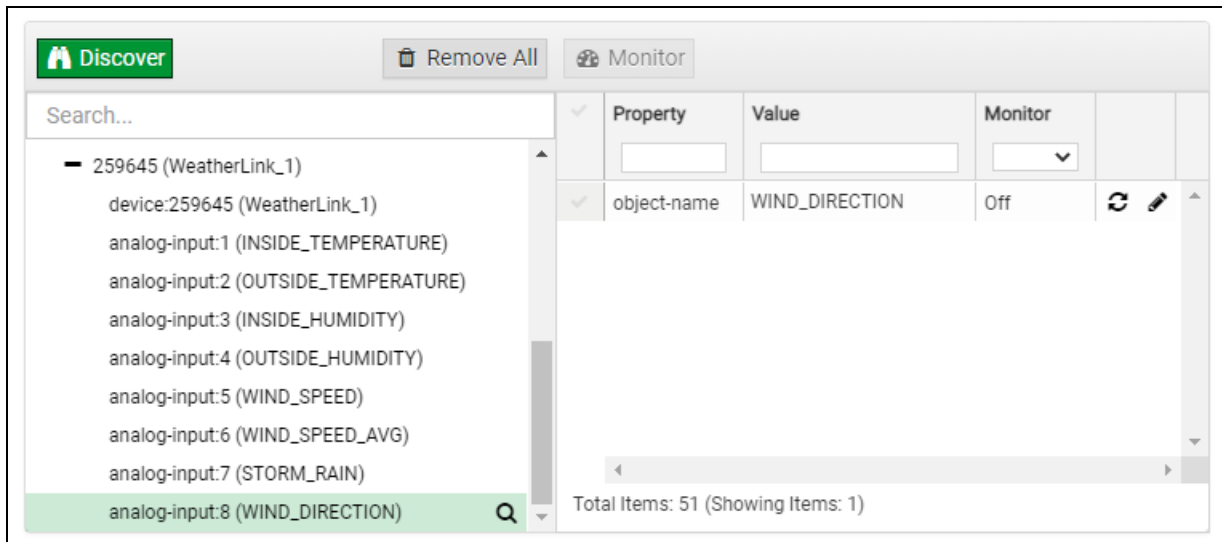 Discover
Remove All
Monitor
Search...
259645 (WeatherLink_1)
device:259645 (WeatherLink_1)
analog-input:1 (INSIDE_TEMPERATURE)
analog-input:2 (OUTSIDE_TEMPERATURE)
analog-input:3 (INSIDE_HUMIDITY)
analog-input:4 (OUTSIDE_HUMIDITY)
analog-input:5 (WIND_SPEED)
analog-input:6 (WIND_SPEED_AVG)
analog-input:7 (STORM_RAIN)
analog-input:8 (WIND_DIRECTION)
Property Value Monitor
object-name WIND_DIRECTION Off
Total Items: 51 (Showing Items: 1)